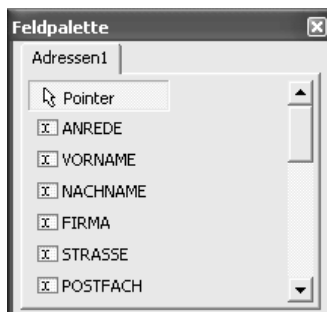 Feldpalette
Adressen1
Pointer
ANREDE
VORNAME
NACHNAME
FIRMA
STRASSE
POSTFACH